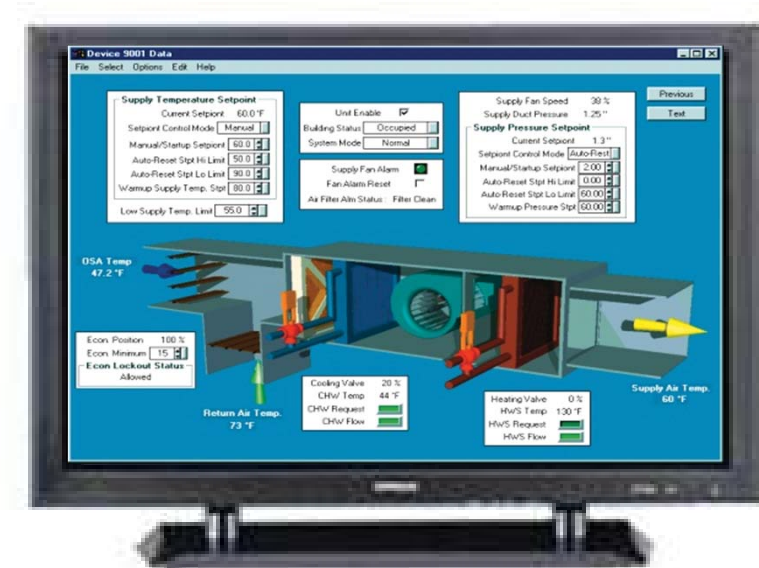 Device 9001 Data
File Select Options Edit Help
Supply Temperature Setpoint
Current Setpiont 60.0°F
Setpiont Control Mode Manual
Manual/Startup Setpiont 60.0
Auto-Reset Stpt Hi Limit 50.0
Auto-Reset Stpt Lo Limit 90.0
Warmup Supply Temp. Stpt 80.0
Low Supply Temp. Limit 55.0
Unit Enable
Building Status Occupied
System Mode Normal
Supply Fan Alarm
Fan Alarm Reset
Air Filter Alm Status : Filter Clean
Supply Fan Speed 38 %
Supply Duct Pressure 1.25 "
Supply Pressure Setpoint
Current Setpiont 1.3 "
Setpiont Control Mode Auto-Rest
Manual/Startup Setpiont 2.00
Auto-Reset Stpt Hi Limit 0.00
Auto-Reset Stpt Lo Limit 60.00
Warmup Pressure Stpt 60.00
Previous
Text
OSA Temp
47.2 °F
Econ. Position 100 %
Econ. Minimum 15
Econ Lockout Status
Allowed
Return Air Temp.
73 °F
Cooling Valve 20 %
CHW Temp 44 °F
CHW Request
CHW Flow
Heating Valve 0 %
HWS Temp 130 °F
HWS Request
HWS Flow
Supply Air Temp.
60 °F